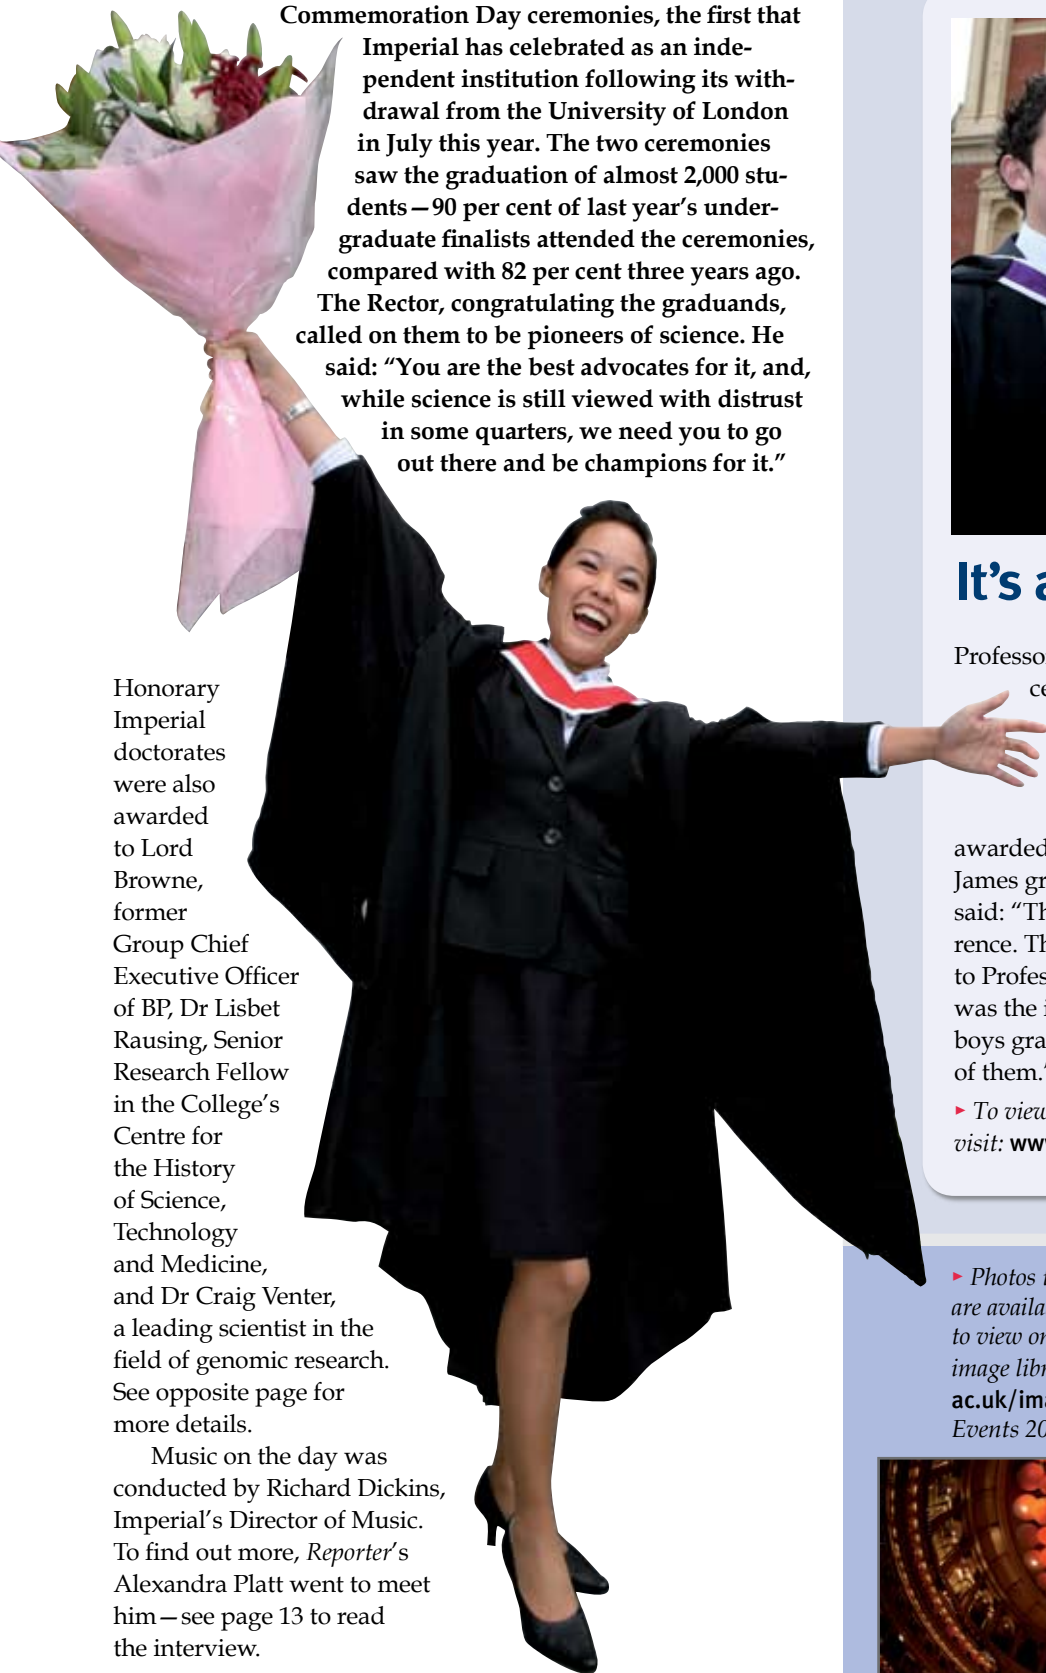 Commemoration Day ceremonies, the first that
Imperial has celebrated as an inde-
pendent institution following its with-
drawal from the University of London
in July this year. The two ceremonies
saw the graduation of almost 2,000 stu-
dents—90 per cent of last year’s under-
graduate finalists attended the ceremonies,
compared with 82 per cent three years ago.
The Rector, congratulating the graduands,
called on them to be pioneers of science. He
said: “You are the best advocates for it, and,
while science is still viewed with distrust
in some quarters, we need you to go
out there and be champions for it.”
Honorary
Imperial
doctorates
were also
awarded
to Lord
Browne,
former
Group Chief
Executive Officer
of BP, Dr Lisbet
Rausing, Senior
Research Fellow
in the College’s
Centre for
the History
of Science,
Technology
and Medicine,
and Dr Craig Venter,
a leading scientist in the
field of genomic research.
See opposite page for
more details.
Music on the day was
conducted by Richard Dickins,
Imperial’s Director of Music.
To find out more, Reporter’s
Alexandra Platt went to meet
him—see page 13 to read
the interview.
It’s
awarded
James
said:
rence.
to
was the
boys
of them.
► To view
visit:
► Photos
are
to view
image
ac.uk/
Events